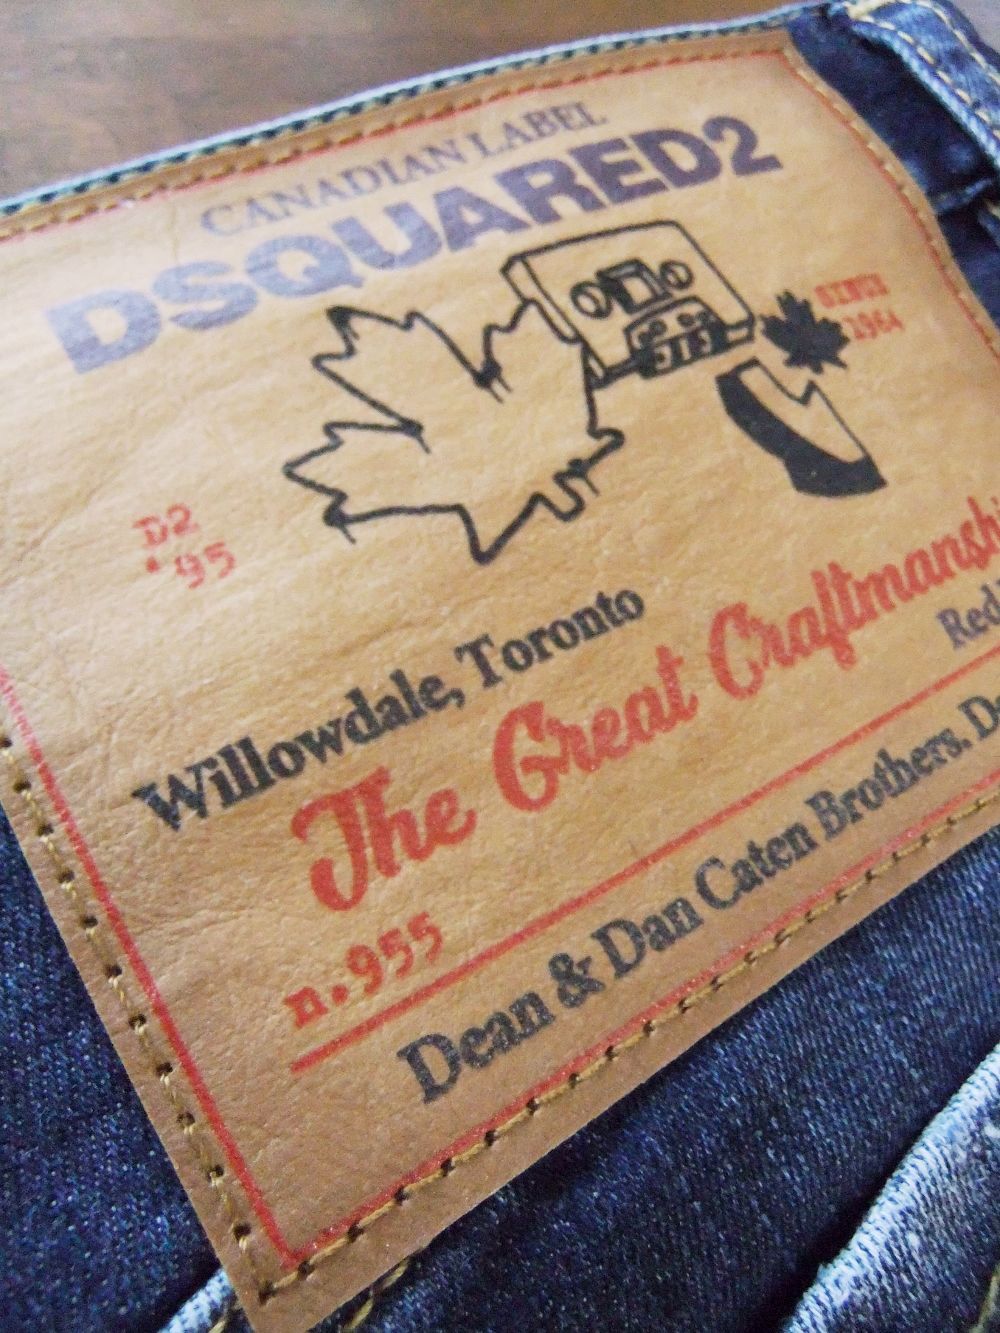 CANADIAN LABEL
DSQUARED2
SINCE
1964
D2
'95
Willowdale, Toronto
The Great Craftmanshi
Red
n.955
Dean & Dan Caten Brothers. D